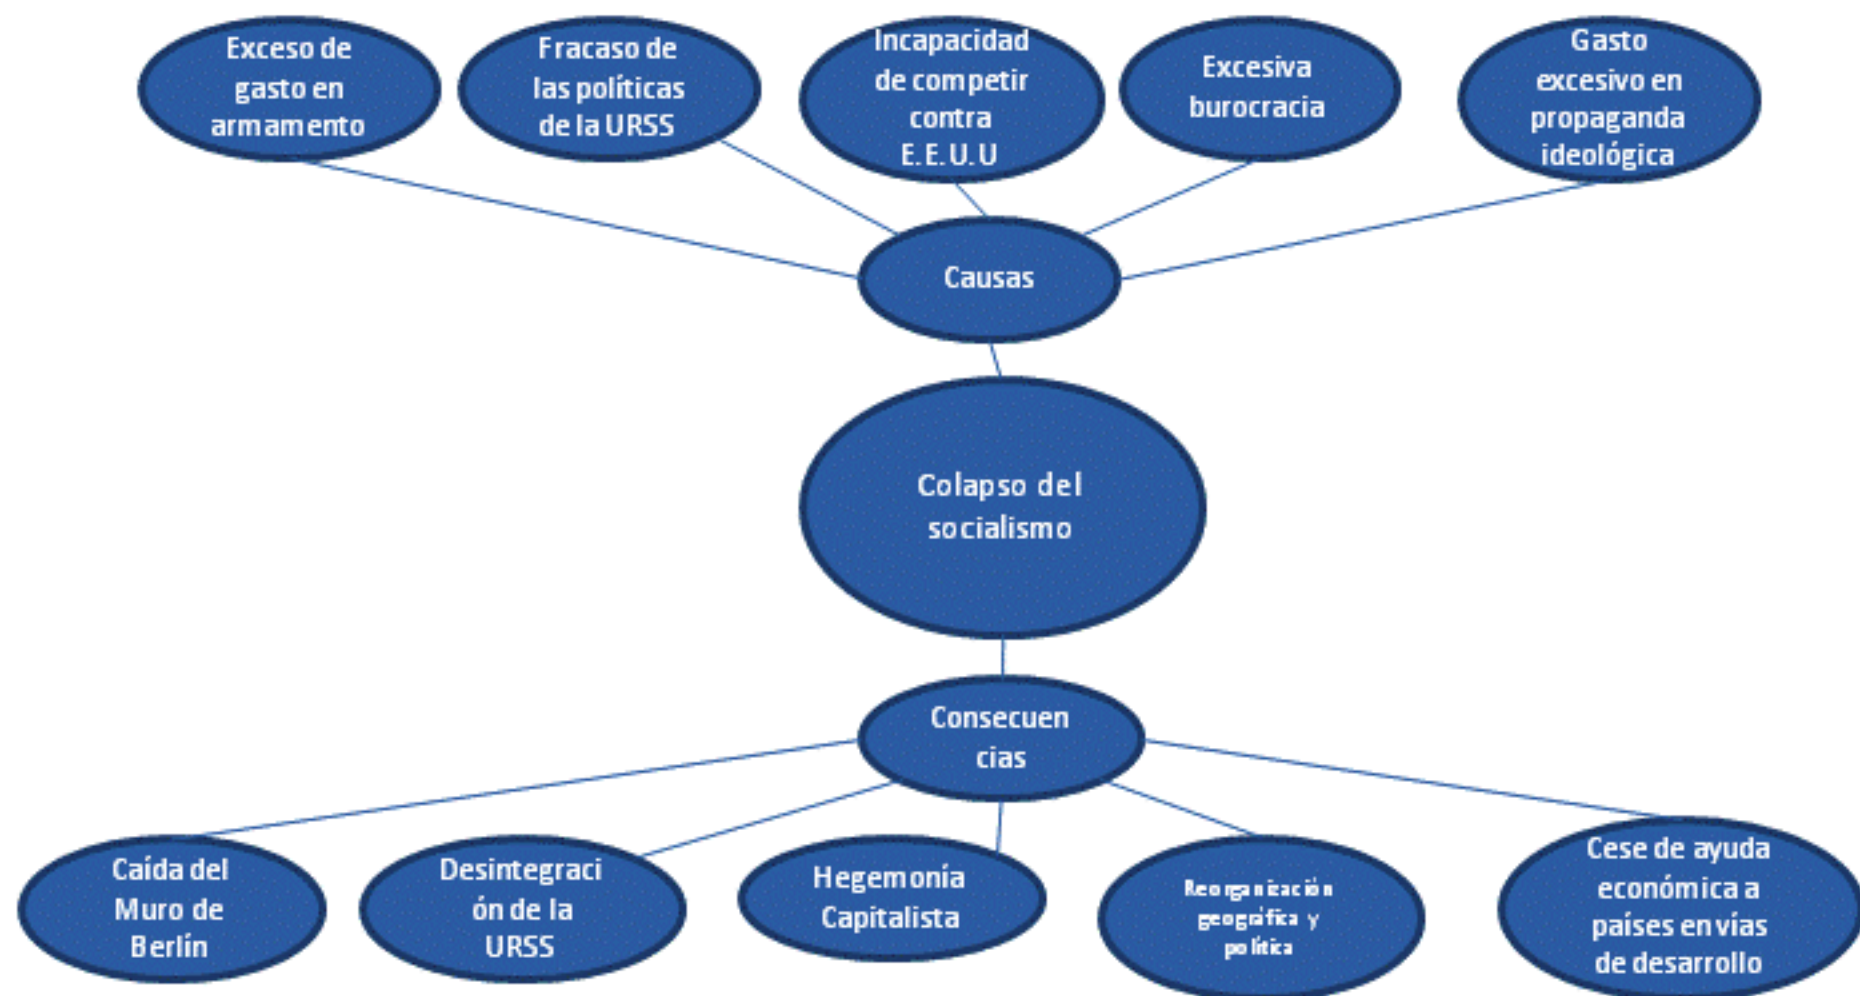 Exceso de
gasto en
armamento
Fracaso de
las políticas
de la URSS
Incapacidad
de competir
contra
E.E.U.U
Excesiva
burocracia
Gasto
excesivo en
propaganda
ideológica
Causas
Colapso del
socialismo
Consecuen
cias
Caída del
Muro de
Berlín
Desintegraci
ón de la
URSS
Hegemonía
Capitalista
Reorganización
geográfica y
política
Cese de ayuda
económica a
países en vías
de desarrollo